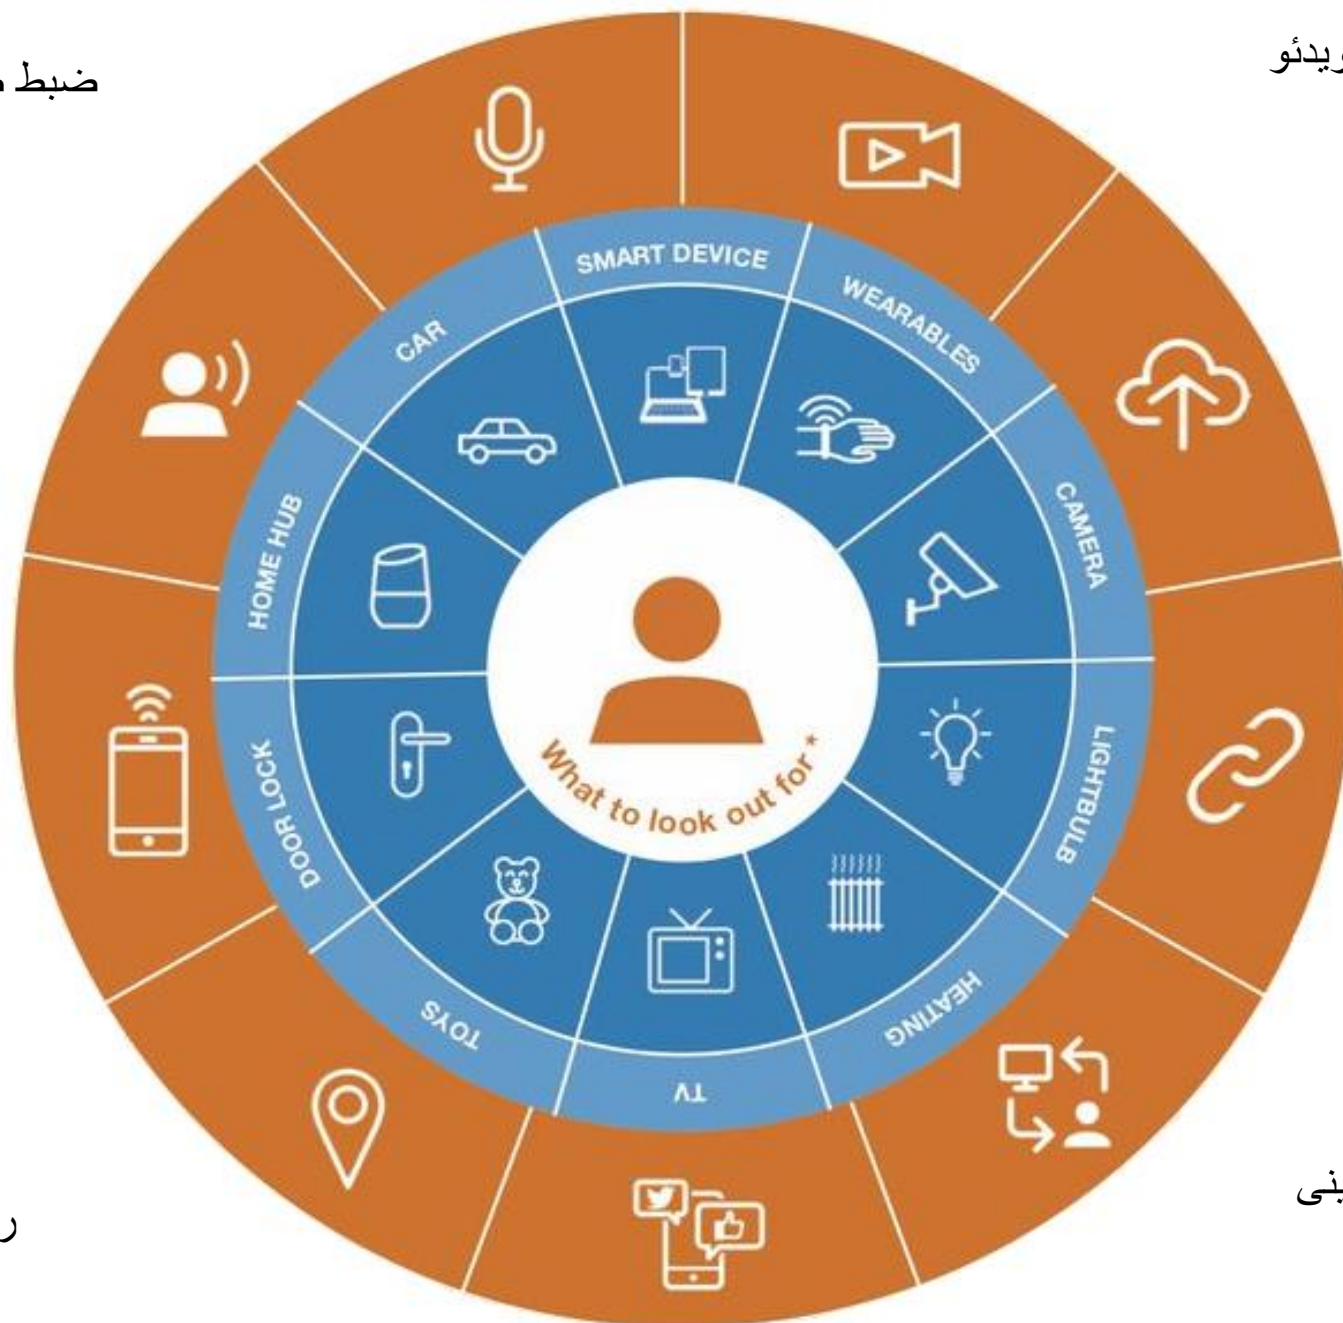 ضبط
ویدئو
SMART DEVICE
WEARABLES
CAMERA
LIGHTBULB
HEATING
TV
TOYS
DOOR LOCK
HOME HUB
CAR
What to look out for *